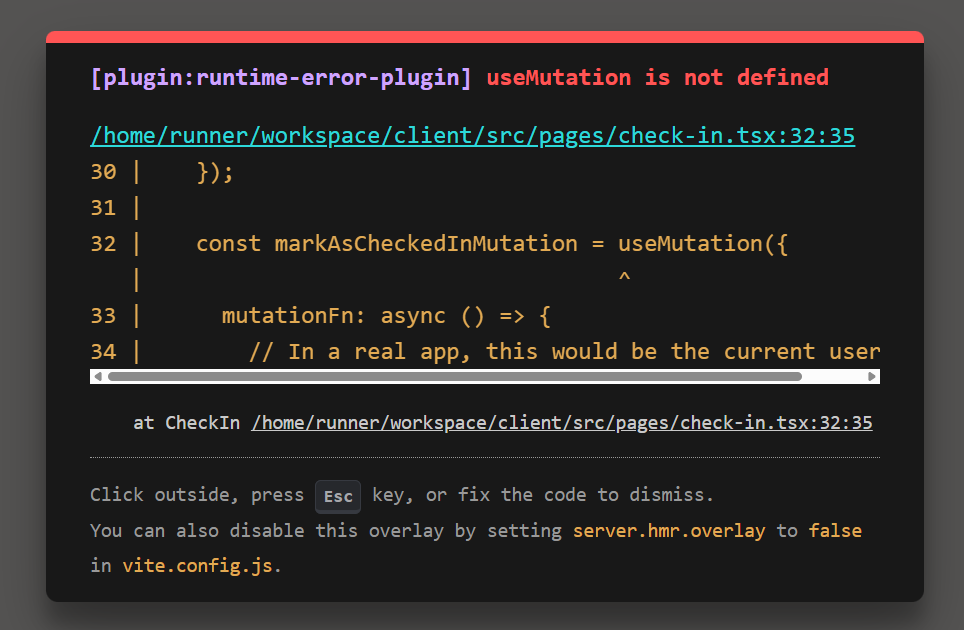 [plugin:runtime-error-plugin] useMutation is not defined
/home/runner/workspace/client/src/pages/check-in.tsx:32:35
30 |    });
31 |
32 |    const markAsCheckedInMutation = useMutation({
   |                                    ^
33 |      mutationFn: async () => {
34 |        // In a real app, this would be the current user
at CheckIn /home/runner/workspace/client/src/pages/check-in.tsx:32:35
Click outside, press Esc key, or fix the code to dismiss.
You can also disable this overlay by setting server.hmr.overlay to false
in vite.config.js.